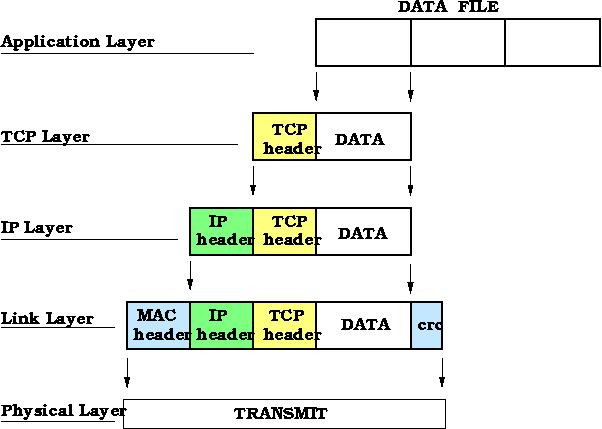 DATA FILE
Application Layer
TCP Layer
TCP
header
DATA
IP Layer
IP
header
TCP
header
DATA
Link Layer
MAC
header
IP
header
TCP
header
DATA
crc
Physical Layer
TRANSMIT